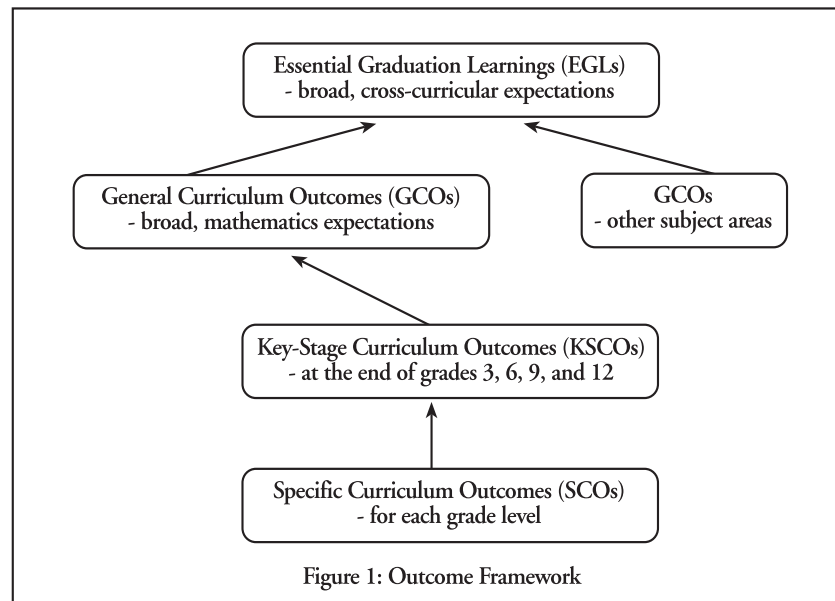 Essential Graduation Learnings (EGLs)
- broad, cross-curricular expectations
General Curriculum Outcomes (GCOs)
- broad, mathematics expectations
GCOs
- other subject areas
Key-Stage Curriculum Outcomes (KSCOs)
- at the end of grades 3, 6, 9, and 12
Specific Curriculum Outcomes (SCOs)
- for each grade level
Figure 1: Outcome Framework